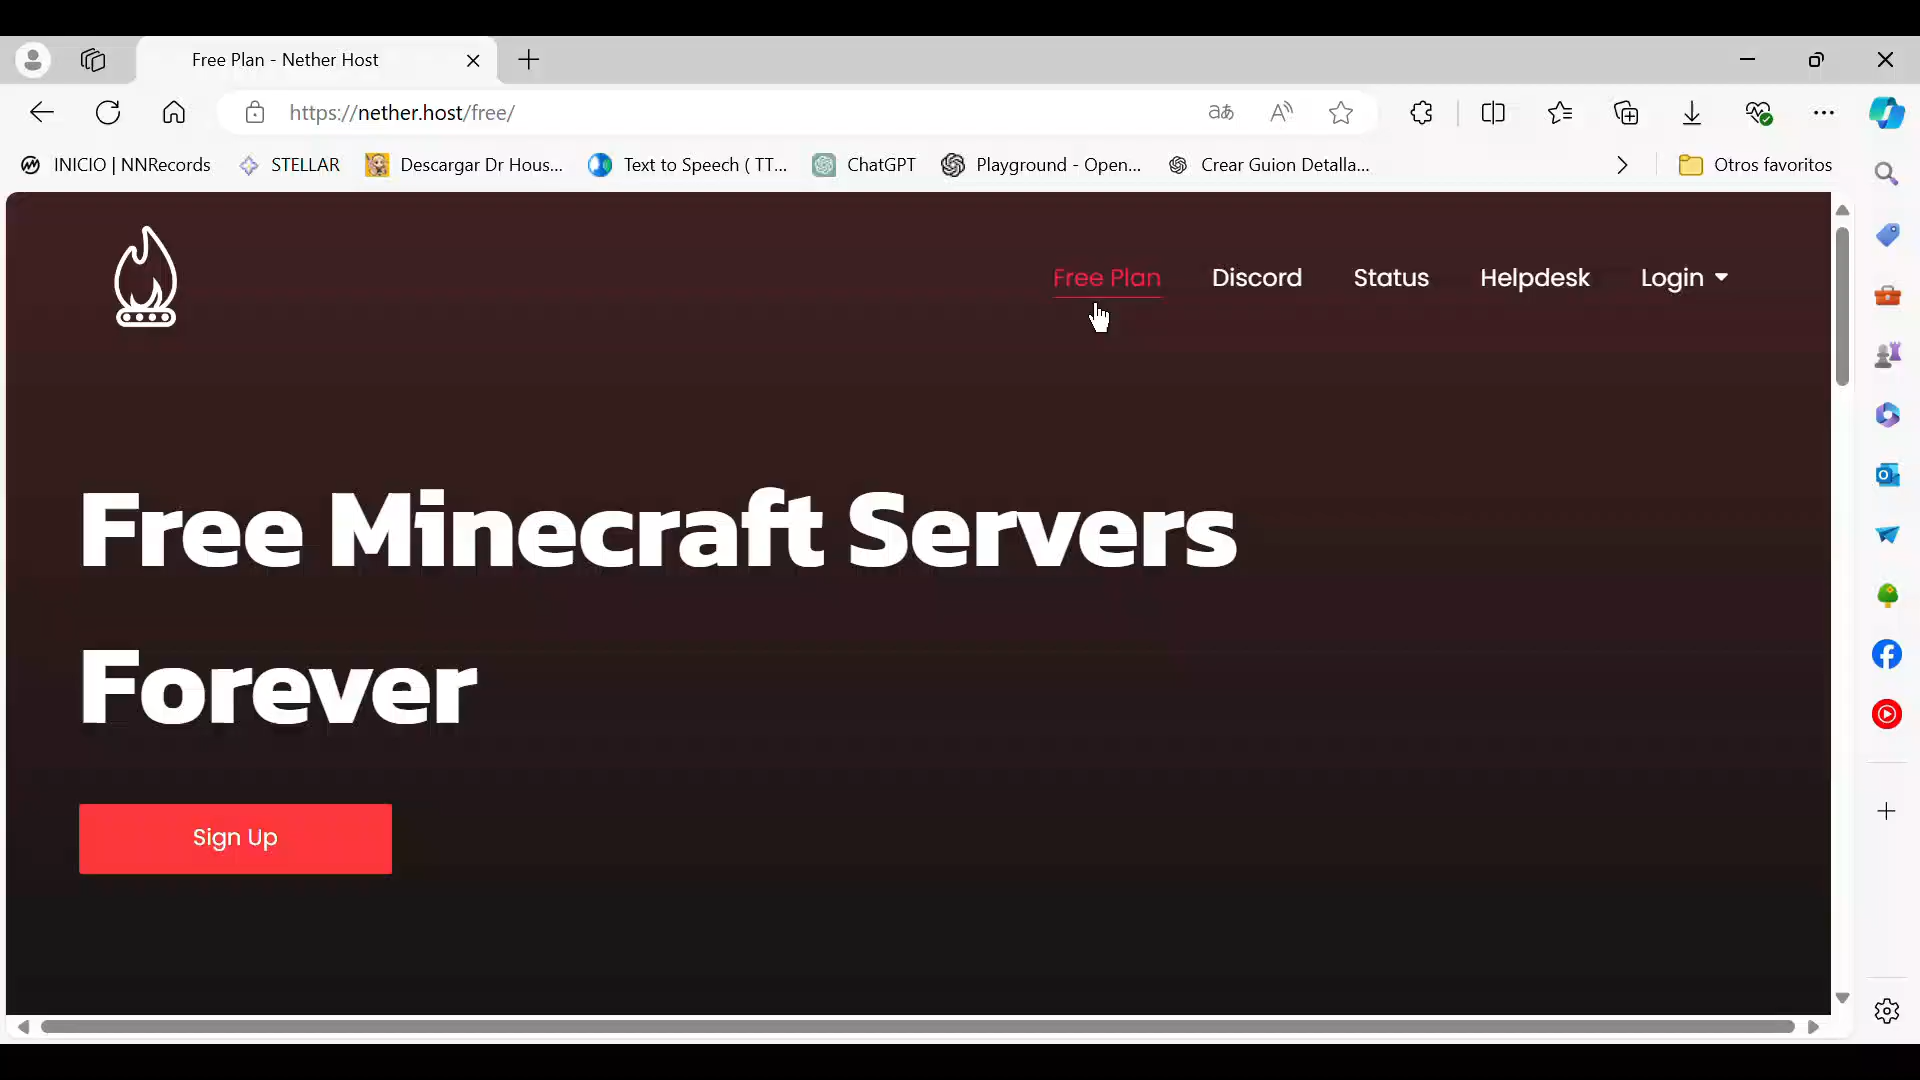 Free Plan - Nether Host
https://nether.host/free/
aあ
INICIO | NNRecords
STELLAR
Descargar Dr Hous...
Text to Speech ( TT...
ChatGPT
Playground - Open...
Crear Guion Detalla...
Otros favoritos
Free Plan
Discord
Status
Helpdesk
Login
Free Minecraft Servers
Forever
Sign Up